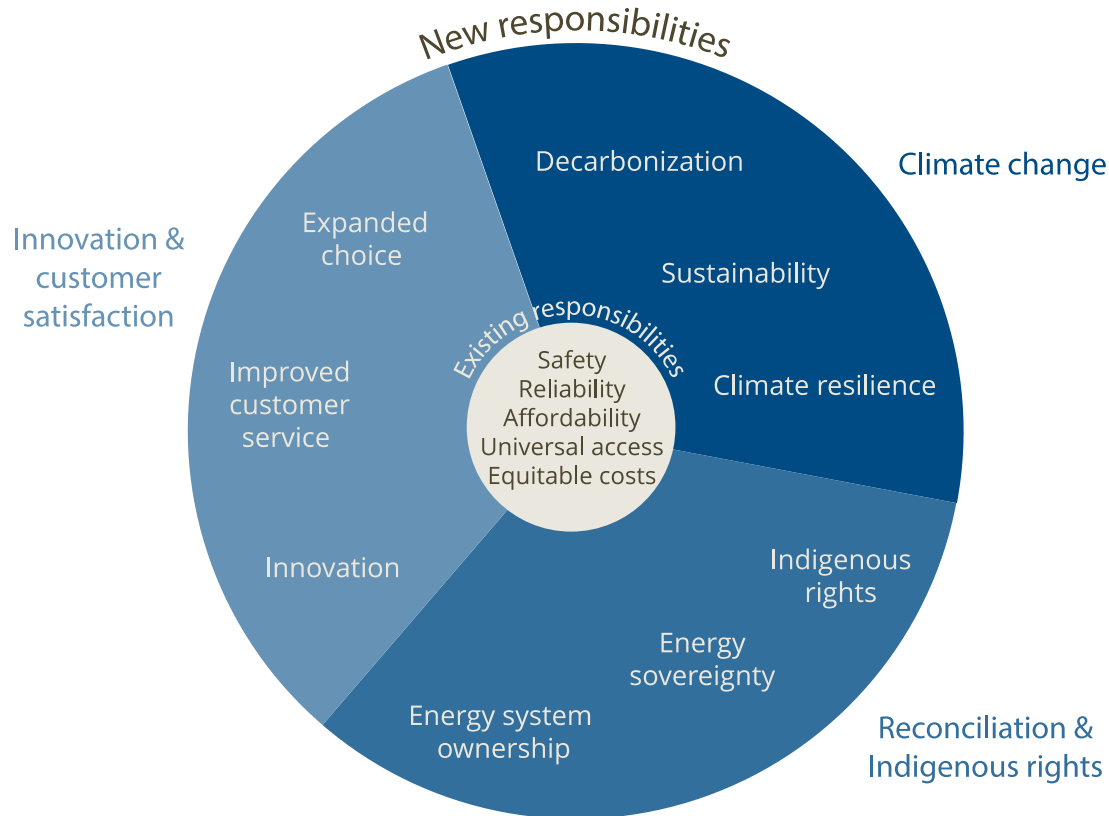 New responsibilities
Climate change
Decarbonization
Sustainability
Climate resilience
Innovation &
customer
satisfaction
Expanded
choice
Improved
customer
service
Innovation
Existing responsibilities
Safety
Reliability
Affordability
Universal access
Equitable costs
Indigenous
rights
Energy
sovereignty
Energy system
ownership
Reconciliation &
Indigenous rights